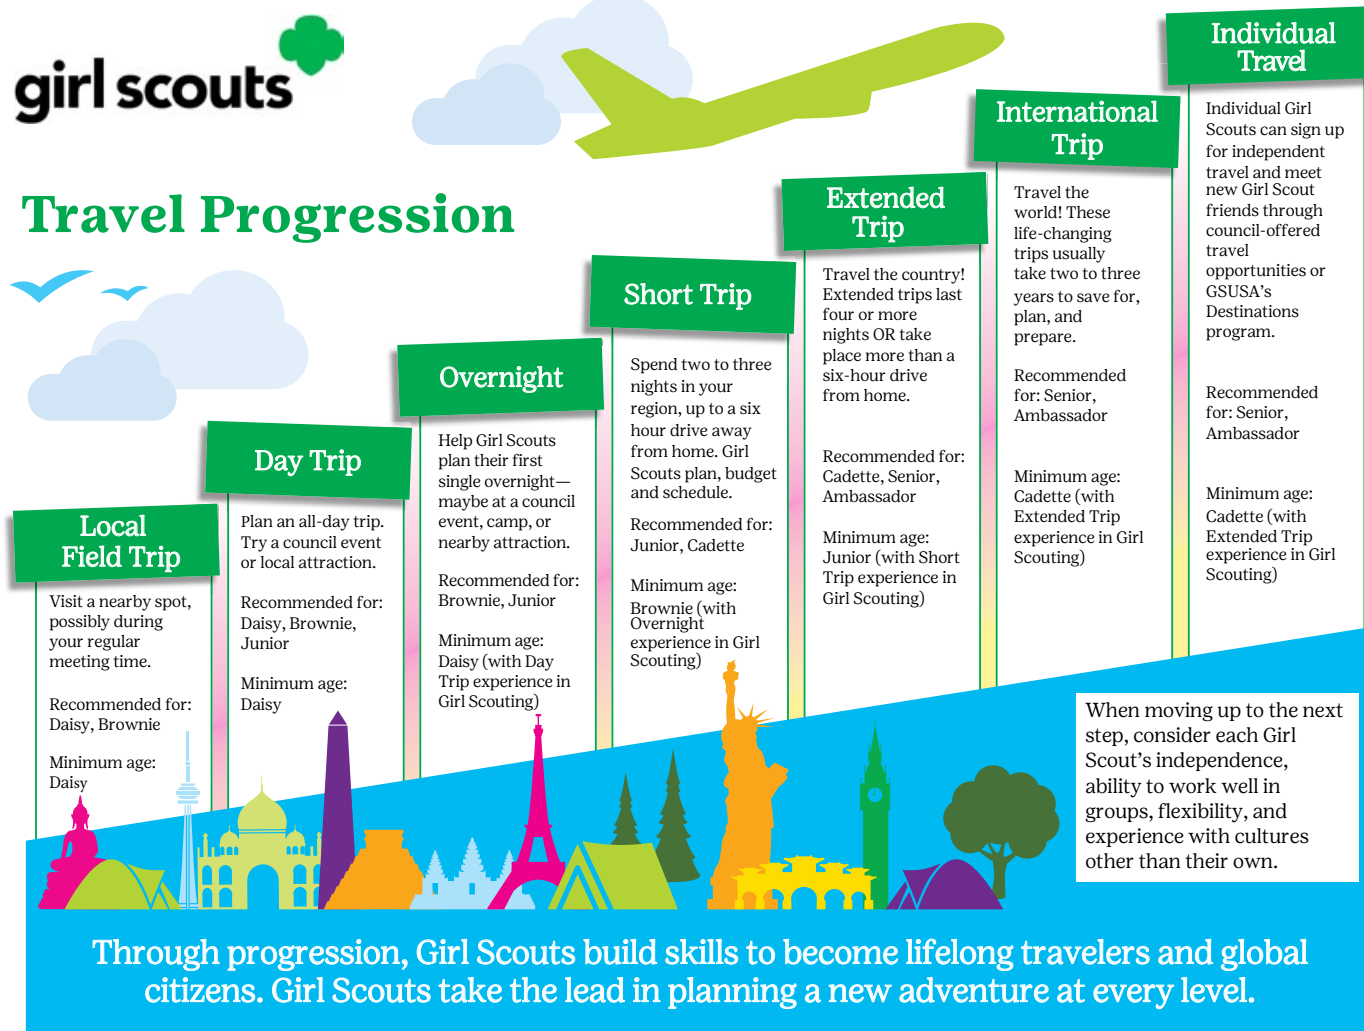 girl scouts
Travel Progression
Local
Field Trip
Visit a nearby spot,
possibly during
your regular
meeting time.
Recommended for:
Daisy, Brownie
Minimum age:
Daisy
Day Trip
Plan an all-day trip.
Try a council event
or local attraction.
Recommended for:
Daisy, Brownie,
Junior
Minimum age:
Daisy
Overnight
Help Girl Scouts
plan their first
single overnight—
maybe at a council
event, camp, or
nearby attraction.
Recommended for:
Brownie, Junior
Minimum age:
Daisy (with Day
Trip experience in
Girl Scouting)
Short Trip
Spend two to three
nights in your
region, up to a six
hour drive away
from home. Girl
Scouts plan, budget
and schedule.
Recommended for:
Junior, Cadette
Minimum age:
Brownie (with
Overnight
experience in Girl
Scouting)
Extended
Trip
Travel the country!
Extended trips last
four or more
nights OR take
place more than a
six-hour drive
from home.
Recommended for:
Cadette, Senior,
Ambassador
Minimum age:
Junior (with Short
Trip experience in
Girl Scouting)
International
Trip
Travel the
world! These
life-changing
trips usually
take two to three
years to save for,
plan, and
prepare.
Recommended
for: Senior,
Ambassador
Minimum age:
Cadette (with
Extended Trip
experience in Girl
Scouting)
Individual
Travel
Individual Girl
Scouts can sign up
for independent
travel and meet
new Girl Scout
friends through
council-offered
travel
opportunities or
GSUSA's
Destinations
program.
Recommended
for: Senior,
Ambassador
Minimum age:
Cadette (with
Extended Trip
experience in Girl
Scouting)
When moving up to the next
step, consider each Girl
Scout's independence,
ability to work well in
groups, flexibility, and
experience with cultures
other than their own.
Through progression, Girl Scouts build skills to become lifelong travelers and global
citizens. Girl Scouts take the lead in planning a new adventure at every level.